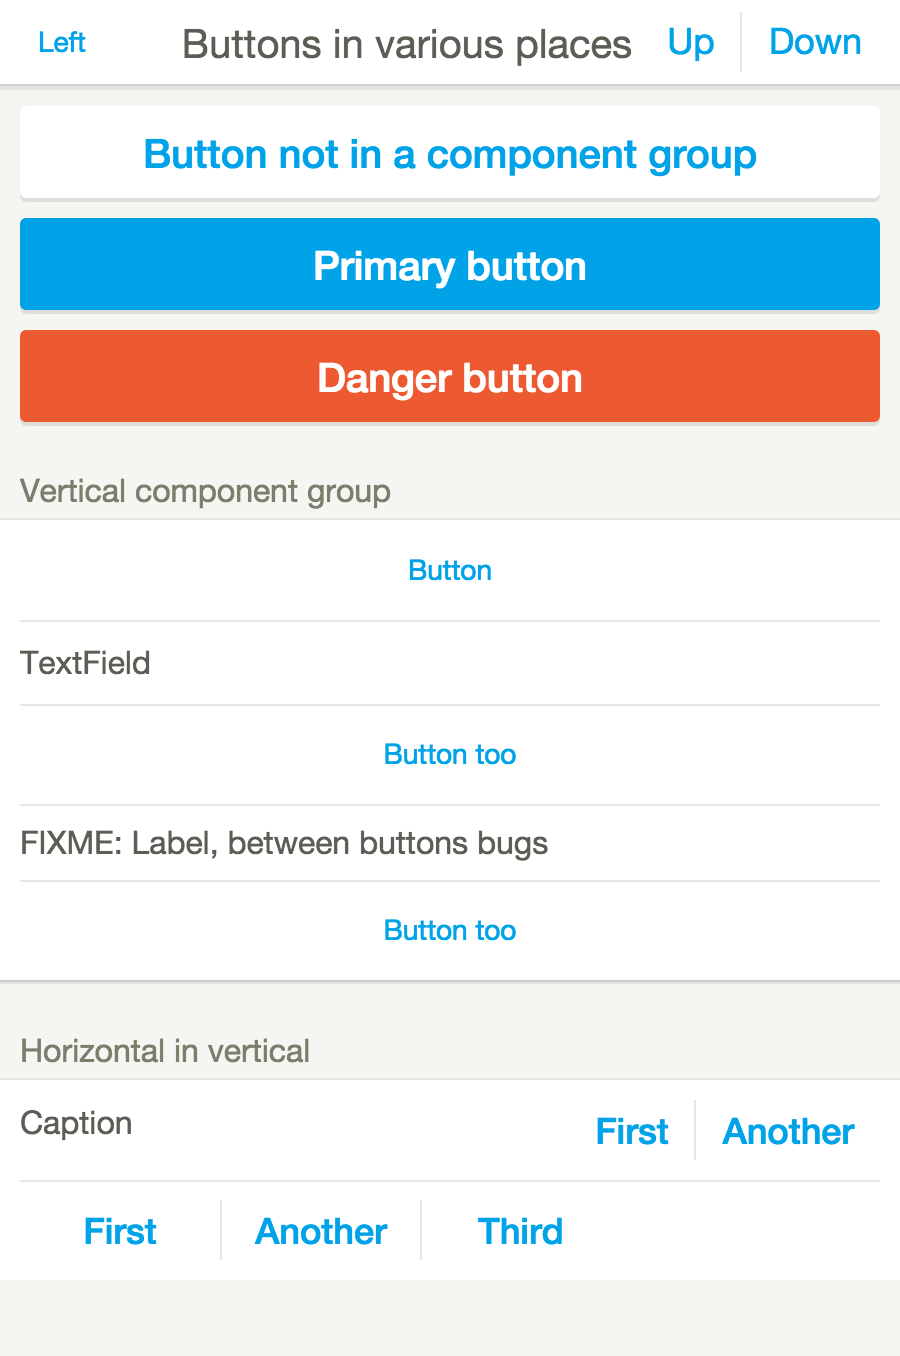 Left Buttons in various places Up Down
Button not in a component group
Primary button
Danger button
Vertical component group
Button
TextField
Button too
FIXME: Label, between buttons bugs
Button too
Horizontal in vertical
Caption First Another
First Another Third